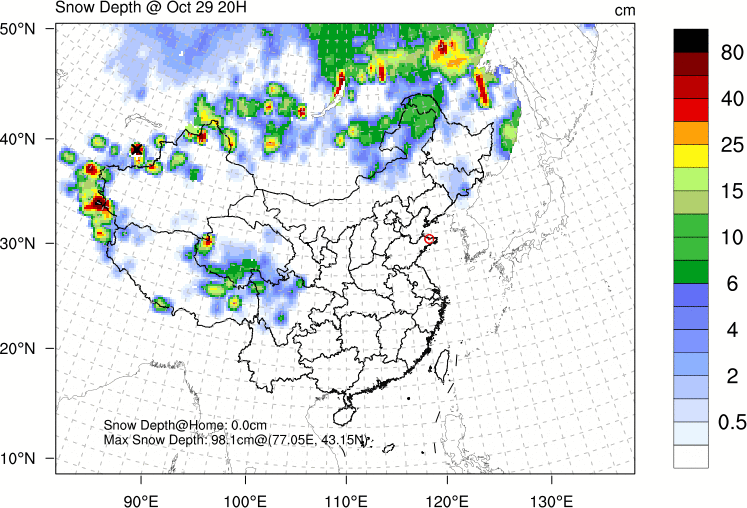 Snow Depth @ Oct 29 20H
cm
50°N
40°N
30°N
20°N
10°N
Snow Depth@Home: 0.0cm
Max Snow Depth: 98.1cm@(77.05E, 43.15N)
90°E
100°E
110°E
120°E
130°E
80
40
25
15
10
6
4
2
0.5